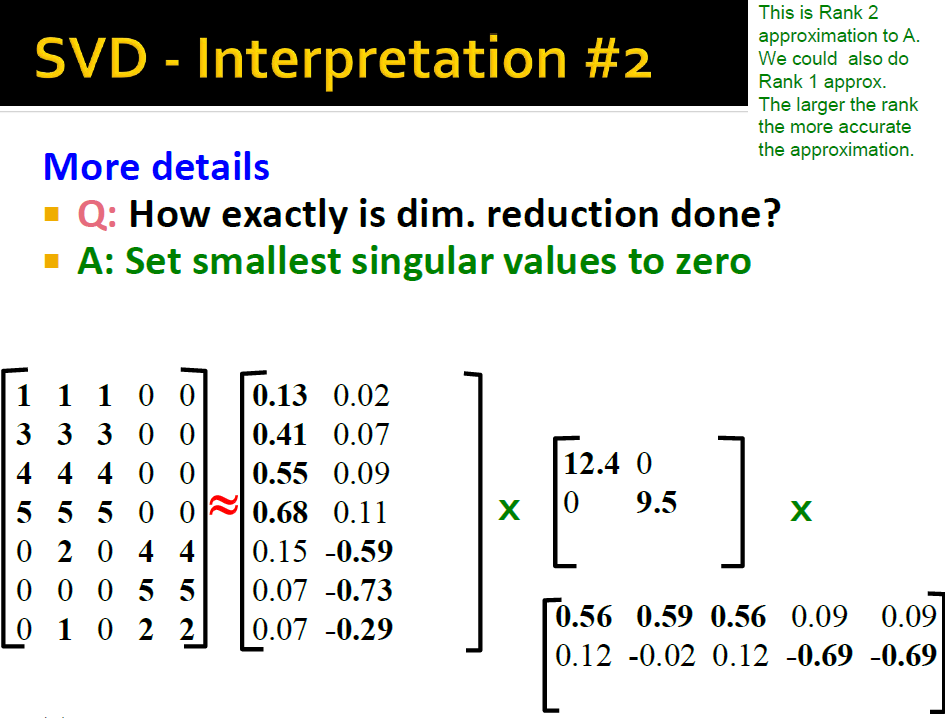 SVD - Interpretation #2
This is Rank 2
approximation to A.
We could also do
Rank 1 approx.
The larger the rank
the more accurate
the approximation.
More details
Q: How exactly is dim. reduction done?
A: Set smallest singular values to zero
1 1 1 0 0
3 3 3 0 0
4 4 4 0 0
5 5 5 0 0
0 2 0 4 4
0 0 0 5 5
0 1 0 2 2
≈
0.13 0.02
0.41 0.07
0.55 0.09
0.68 0.11
0.15 -0.59
0.07 -0.73
0.07 -0.29
x
12.4 0
0 9.5
x
0.56 0.59 0.56 0.09 0.09
0.12 -0.02 0.12 -0.69 -0.69